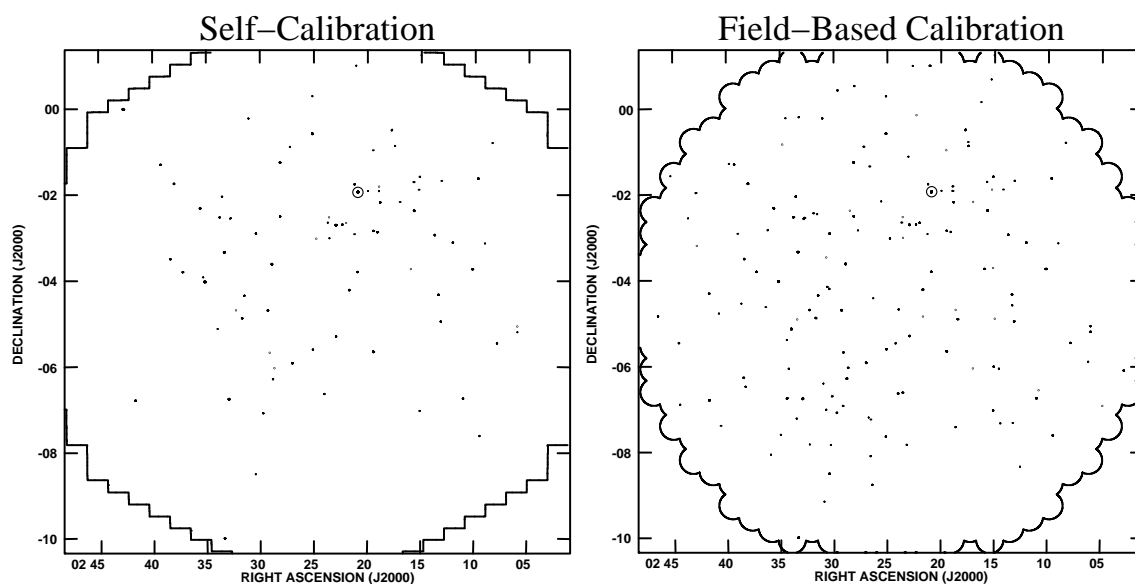 Self−Calibration
Field−Based Calibration
DECLINATION (J2000)
00
-02
-04
-06
-08
-10
02 45 40 35 30 25 20 15 10 05
RIGHT ASCENSION (J2000)
DECLINATION (J2000)
00
-02
-04
-06
-08
-10
02 45 40 35 30 25 20 15 10 05
RIGHT ASCENSION (J2000)